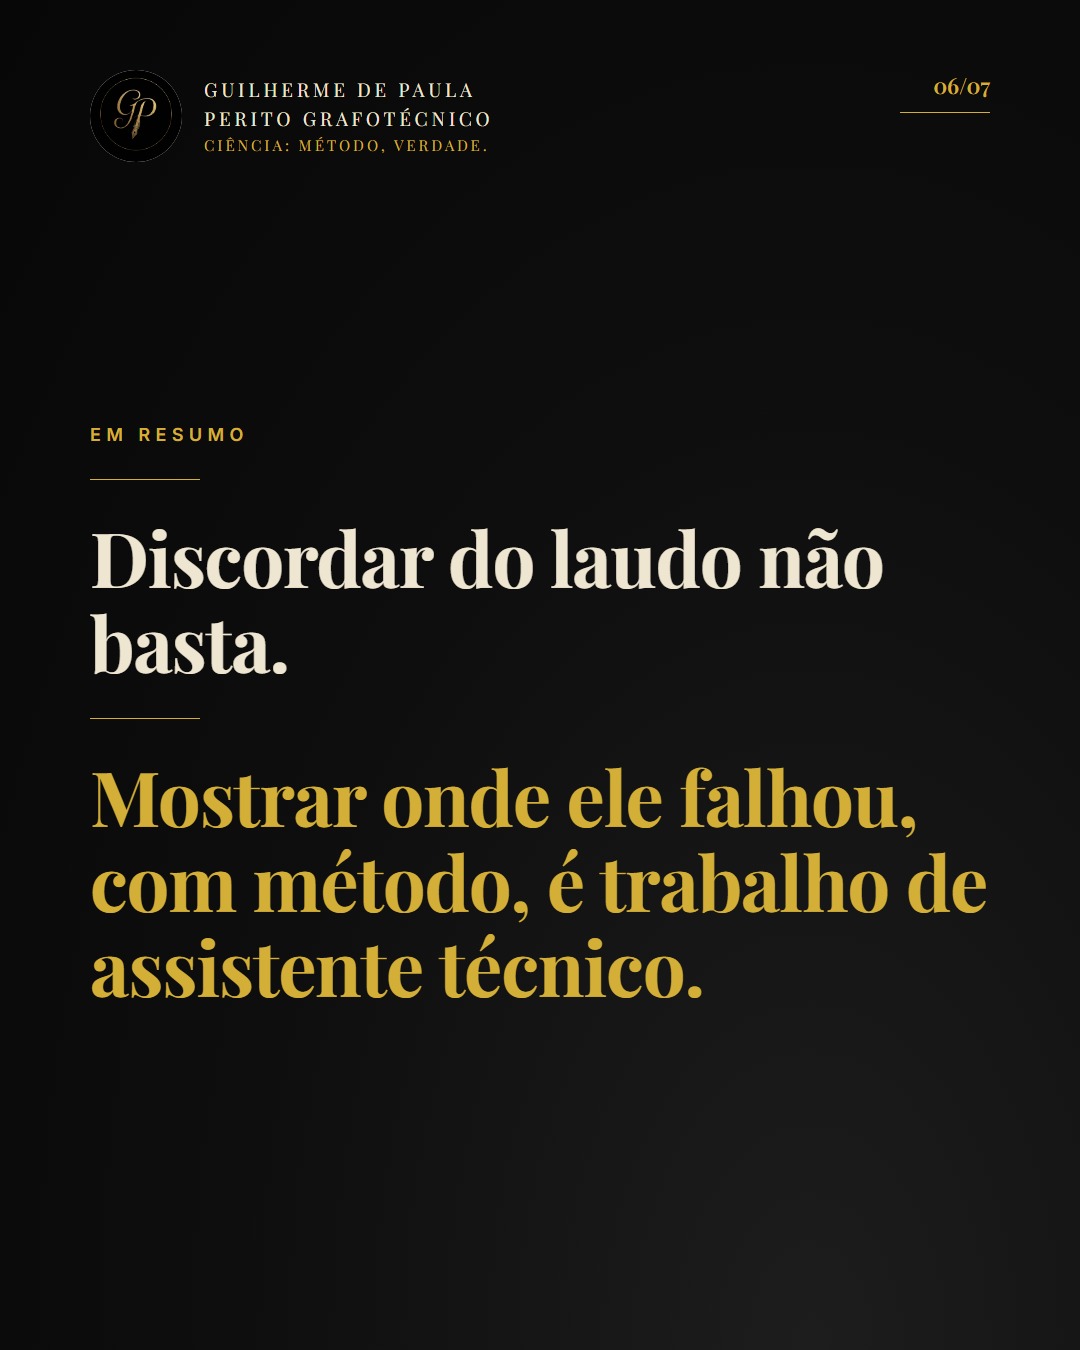 GP
GUILHERME DE PAULA
PERITO GRAFOTÉCNICO
CIÊNCIA: MÉTODO, VERDADE.
06/07
EM RESUMO
Discordar do laudo não
basta.
Mostrar onde ele falhou,
com método, é trabalho de
assistente técnico.